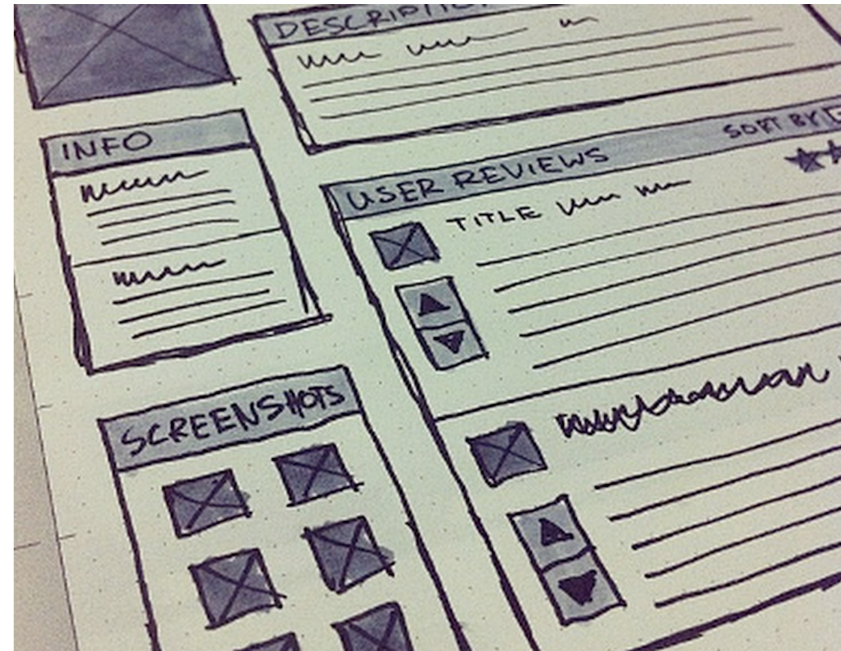 DESCRIPTION
INFO
USER REVIEWS
SORT BY
TITLE
SCREENSHOTS